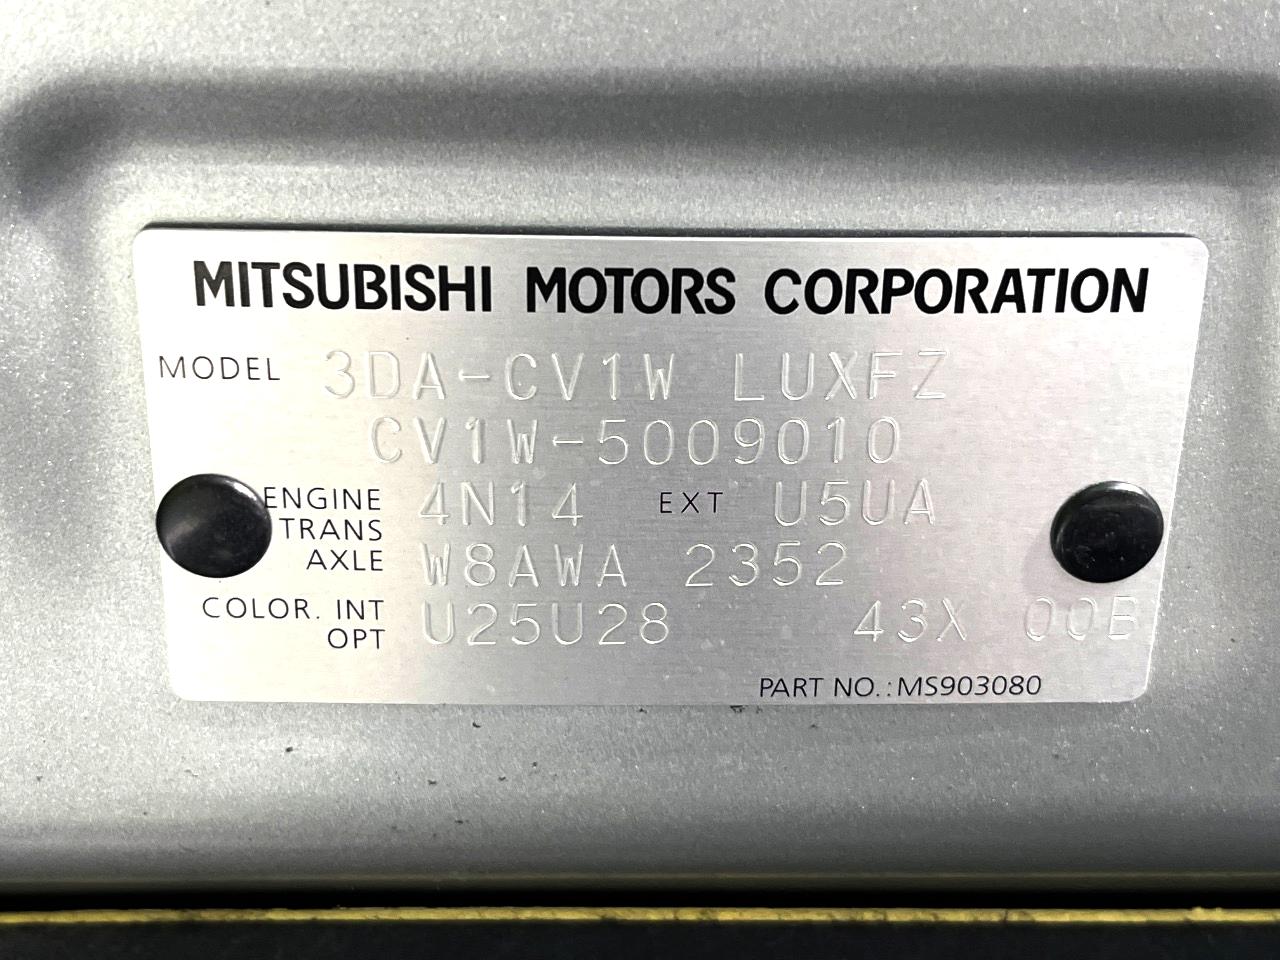 MITSUBISHI MOTORS CORPORATION
MODEL 3DA-CV1W LUXFZ
CV1W-5009010
ENGINE 4N14 EXT U5UA
TRANS
AXLE W8AWA 2352
COLOR. INT
OPT U25U28 43X 00B
PART NO.:MS903080